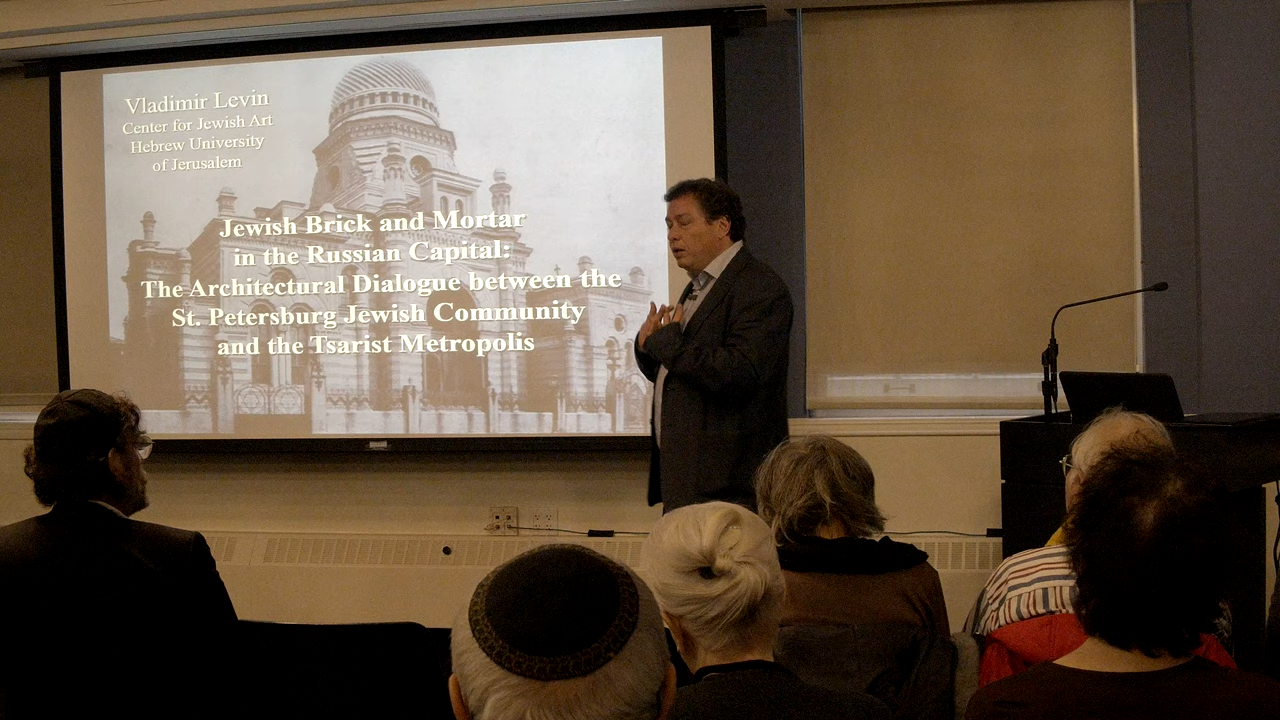 Vladimir Levin
Center for Jewish Art
Hebrew University
of Jerusalem
Jewish Brick and Mortar
in the Russian Capital:
The Architectural Dialogue between the
St. Petersburg Jewish Community
and the Tsarist Metropolis